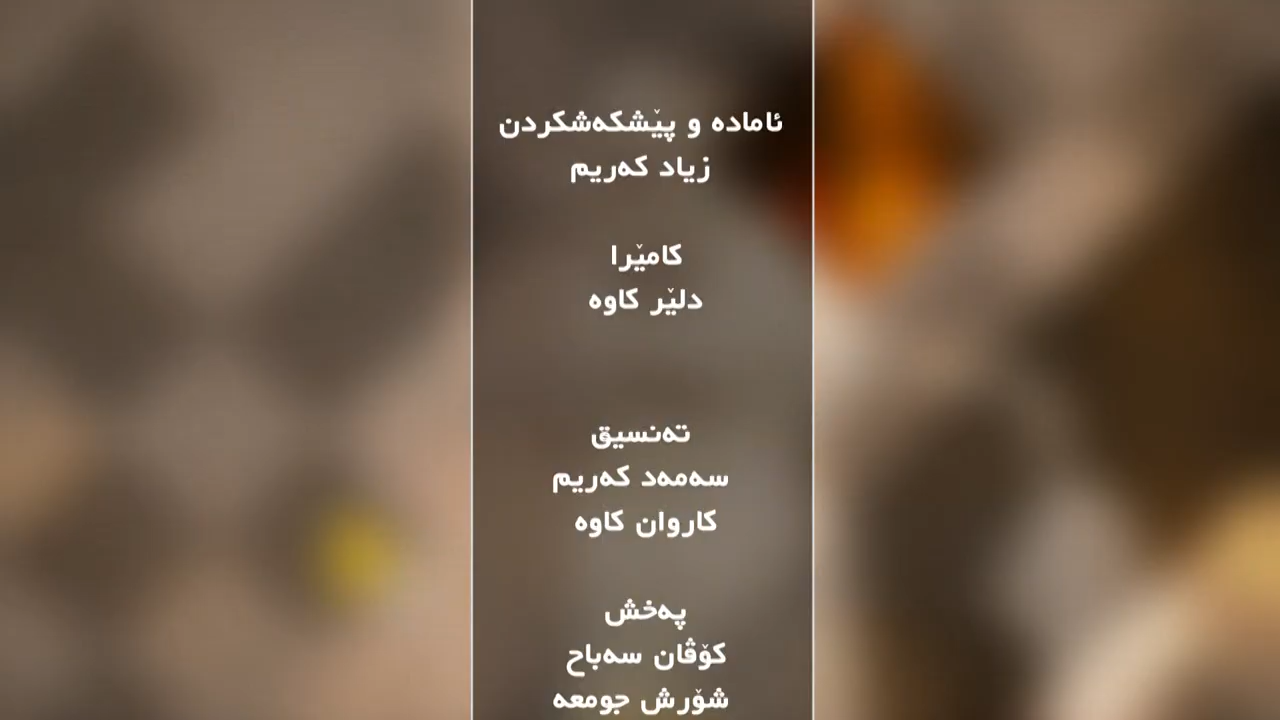 ئامادە و پێشکەشکردن
زیاد کەریم
کامێرا
دلێر کاوە
تەنسیق
سەمەد کەریم
کاروان کاوە
پەخش
کۆڤان سەباح
شۆرش جومعە